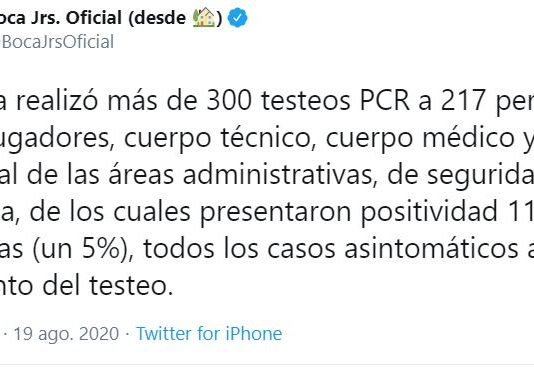 oca Jrs. Oficial (desde 🏡)
BocaJrsOficial
a realizó más de 300 testeos PCR a 217 per
ugadores, cuerpo técnico, cuerpo médico y
al de las áreas administrativas, de segurida
a, de los cuales presentaron positividad 11
as (un 5%), todos los casos asintomáticos a
nto del testeo.
· 19 ago. 2020 · Twitter for iPhone